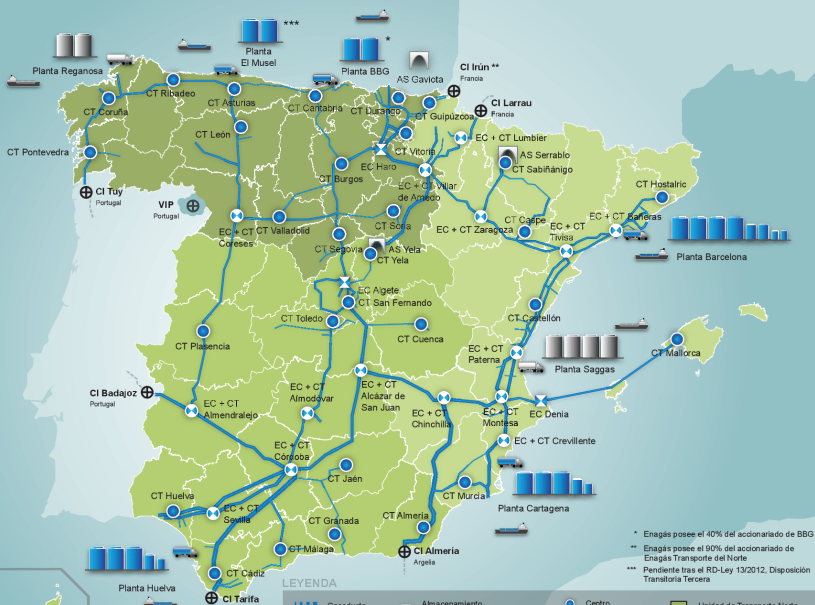 Planta
El Musel
***
Planta BBG
*
Planta Reganosa
AS Gaviota
CI Irún **
Francia
CI Larrau
Francia
CT Ribadeo
CT Asturias
CT Cantabria
CT Durango
CT Guipúzcoa
CT Coruña
CT León
CT Vitoria
EC + CT Lumbier
AS Serrablo
CT Sabiñánigo
CT Pontevedra
EC Haro
CT Burgos
CI Tuy
Portugal
EC + CT Villar
de Arnedo
CT Hostalric
VIP
Portugal
EC + CT
Coreses
CT Valladolid
CT Soria
EC + CT Zaragoza
CT Caspe
EC + CT
Tivisa
EC + CT Bañeras
CT Segovia
AS Yela
CT Yela
Planta Barcelona
EC Algete
CT San Fernando
CT Toledo
CT Cuenca
CT Castellón
CT Plasencia
EC + CT
Paterna
Planta Saggas
CT Mallorca
CI Badajoz
Portugal
EC + CT
Almendralejo
EC + CT
Almodóvar
EC + CT
Alcázar de
San Juan
EC + CT
Chinchilla
EC + CT
Montesa
EC Denia
EC + CT
Córdoba
EC + CT Crevillente
CT Jaén
CT Huelva
EC + CT
Sevilla
CT Murcia
Planta Cartagena
CT Granada
CT Almería
CT Málaga
CI Almería
Argelia
Planta Huelva
CT Cádiz
CI Tarifa
* Enagás posee el 40% del accionariado de BBG
** Enagás posee el 90% del accionariado de
Enagás Transporte del Norte
*** Pendiente tras el RD-Ley 13/2012, Disposición
Transitoria Tercera
LEYENDA
Gasoducto
Almacenamiento
Centro
Unidad de Transporte Norte